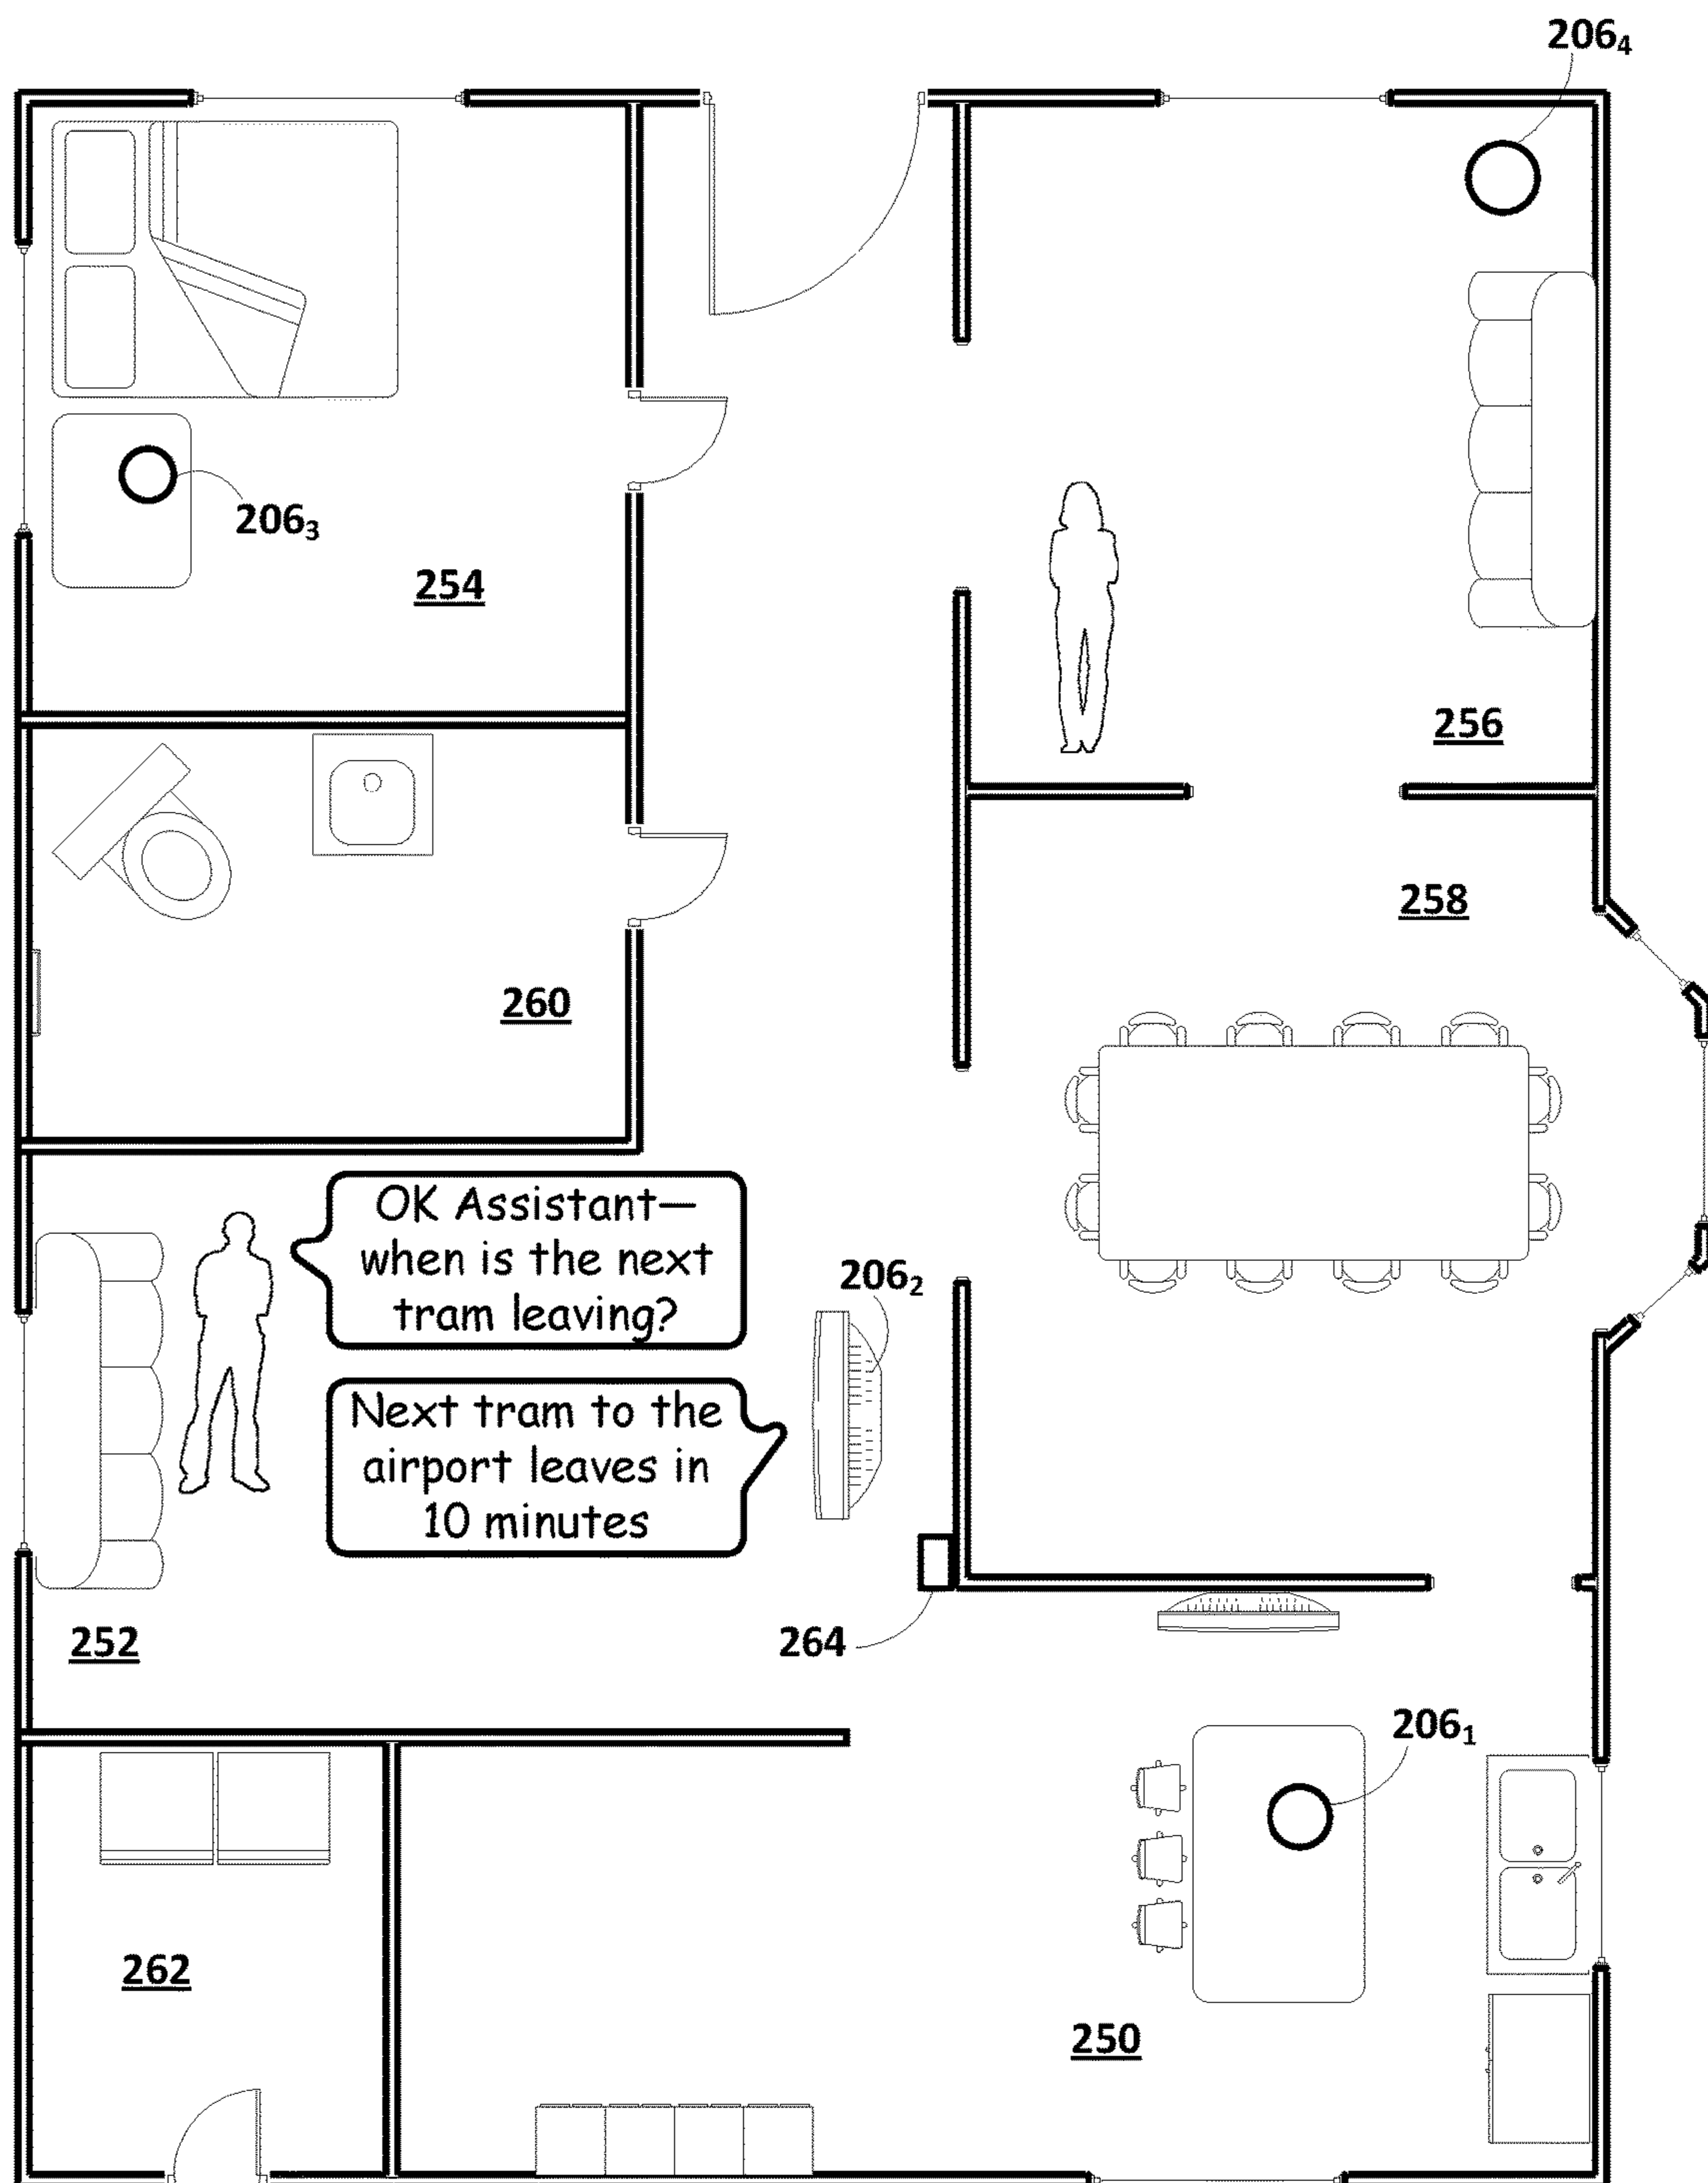 206₄
206₃
254
256
258
260
OK Assistant—
when is the next
tram leaving?
206₂
Next tram to the
airport leaves in
10 minutes
252
264
206₁
262
250